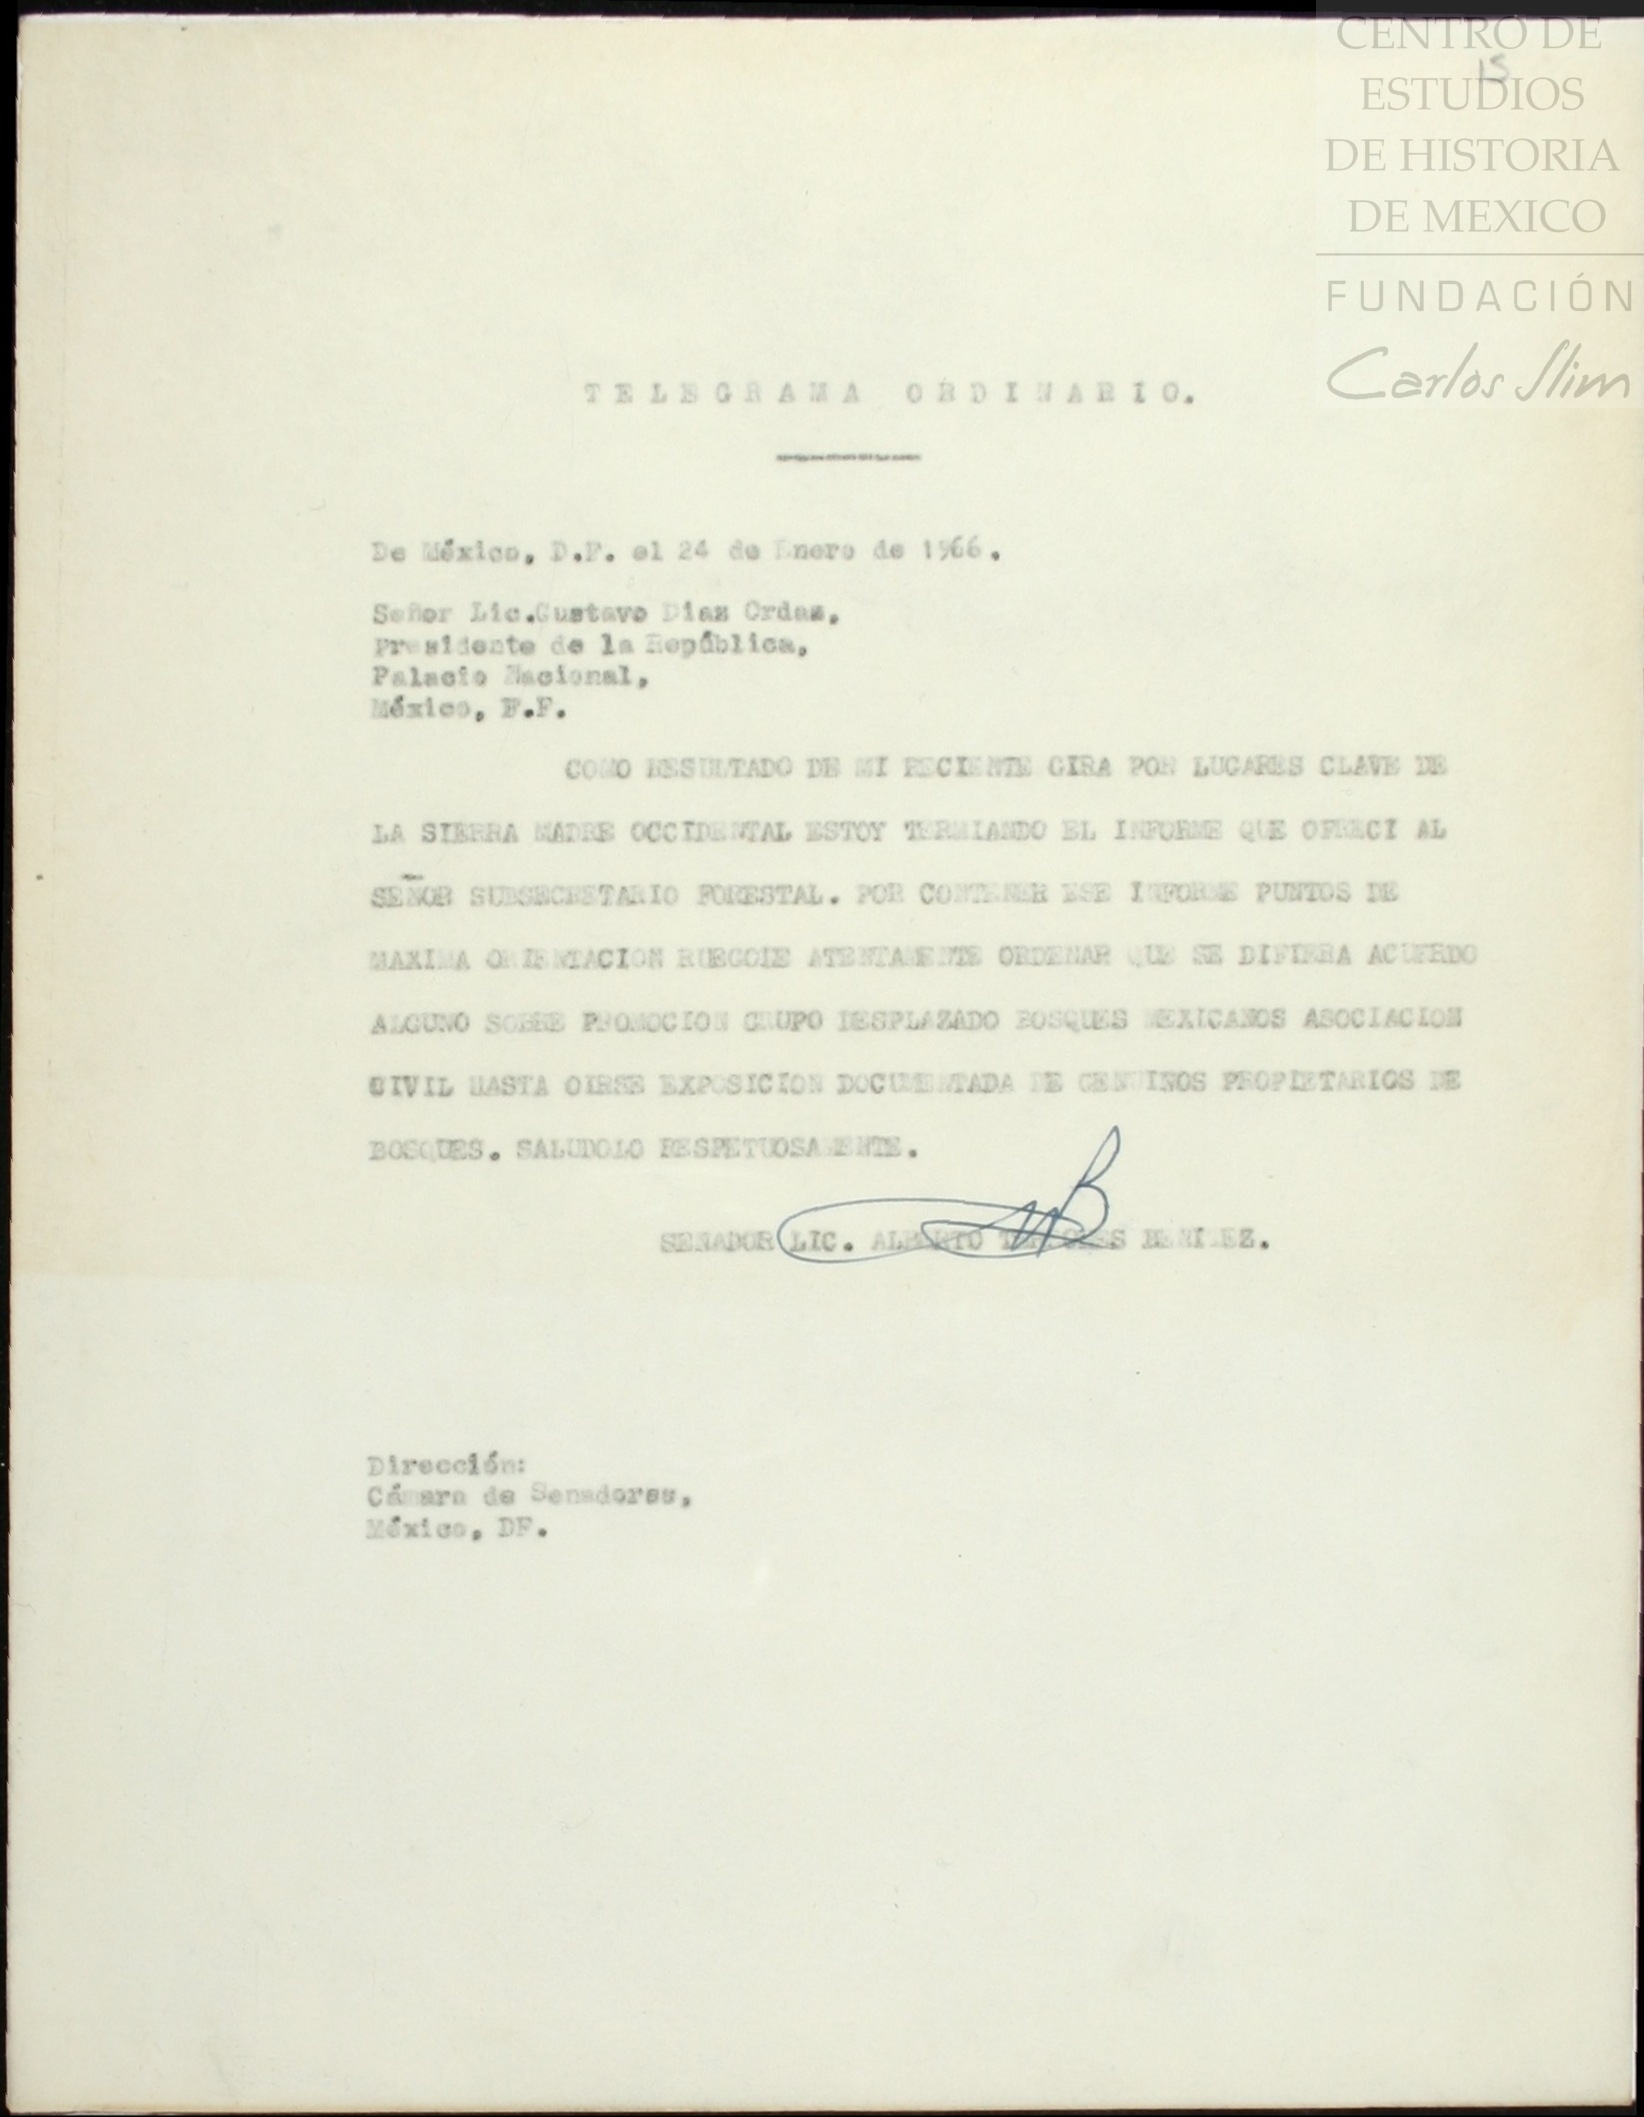 CENTRO DE
ESTUDIOS
DE HISTORIA
DE MEXICO
FUNDACIÓN
Carlos Slim
15
TELEGRAMA ORDINARIO.
De México, D.F. el 24 de Enero de 1966.
Señor Lic.Gustavo Diaz Ordaz,
Presidente de la República,
Palacio Nacional,
México, F.F.
COMO RESULTADO DE MI RECIENTE GIRA POR LUGARES CLAVE DE
LA SIERRA MADRE OCCIDENTAL ESTOY TERMIANDO EL INFORME QUE OFRECI AL
SEÑOR SUBSECRETARIO FORESTAL. POR CONTENER ESE INFORME PUNTOS DE
MAXIMA ORIENTACION RUEGOLE ATENTAMENTE ORDENAR QUE SE DIFIERA ACUERDO
ALGUNO SOBRE PROMOCION GRUPO DESPLAZADO BOSQUES MEXICANOS ASOCIACION
CIVIL HASTA OIRSE EXPOSICION DOCUMENTADA DE GENUINOS PROPIETARIOS DE
BOSQUES. SALUDOLO RESPETUOSAMENTE.
SENADOR LIC. ALBERTO TERRONES BENITEZ.
Dirección:
Cámara de Senadores,
México, DF.